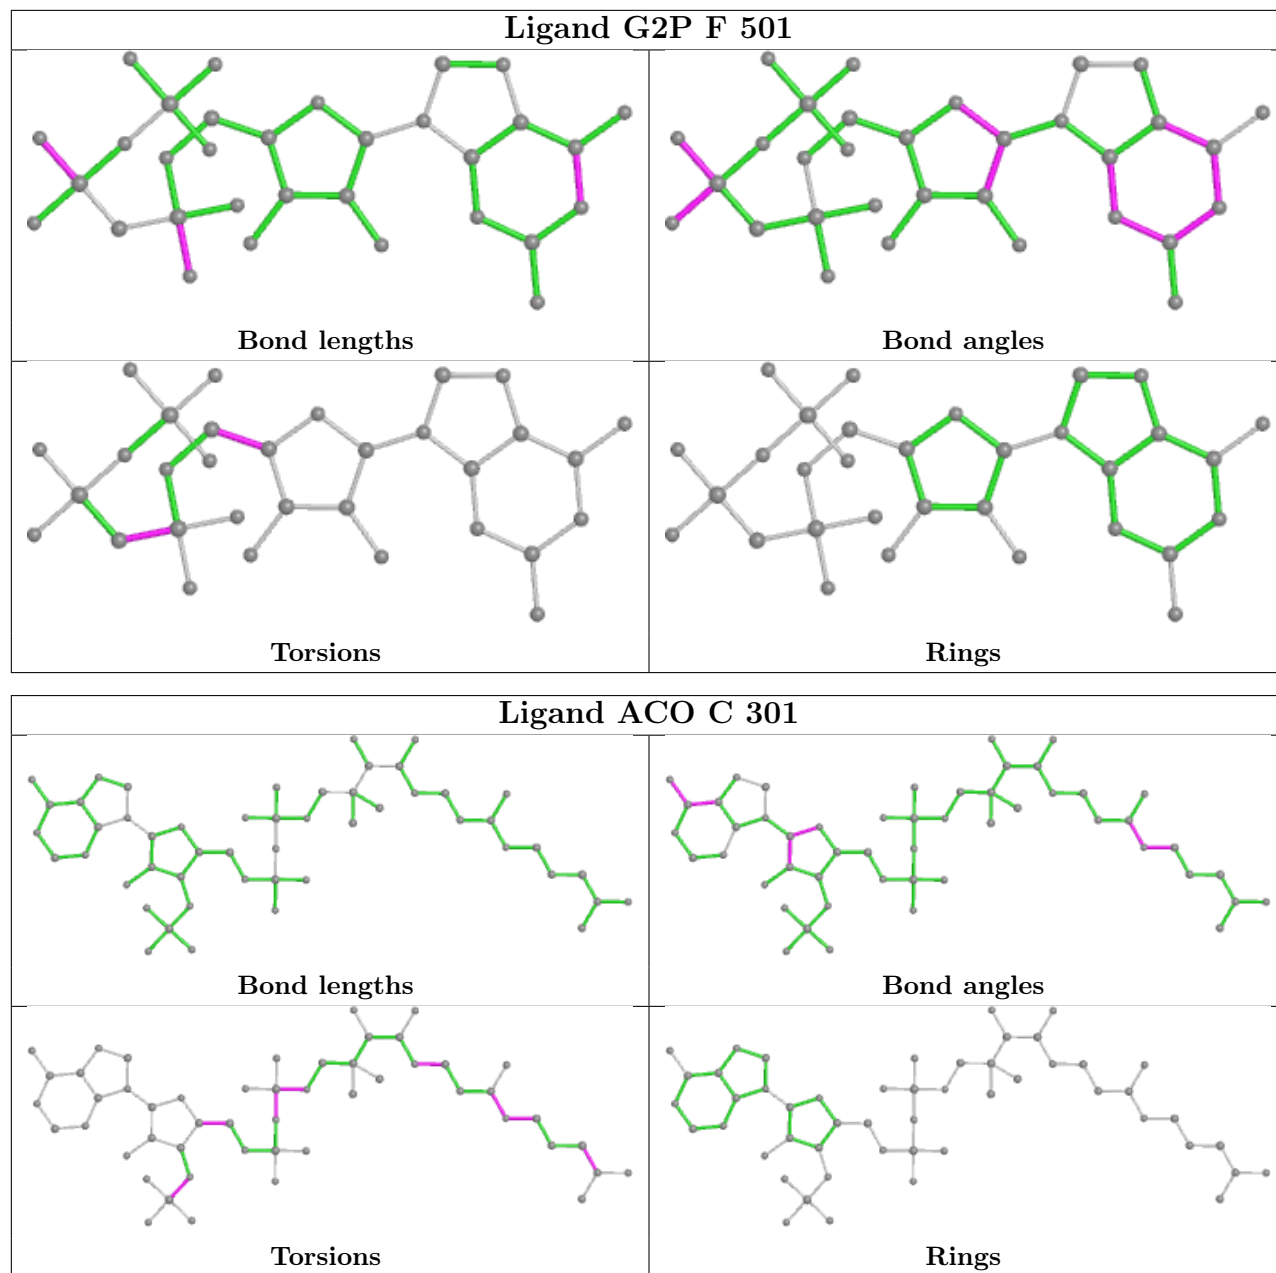 Ligand G2P F 501
Bond lengths
Bond angles
Torsions
Rings
Ligand ACO C 301
Bond lengths
Bond angles
Torsions
Rings